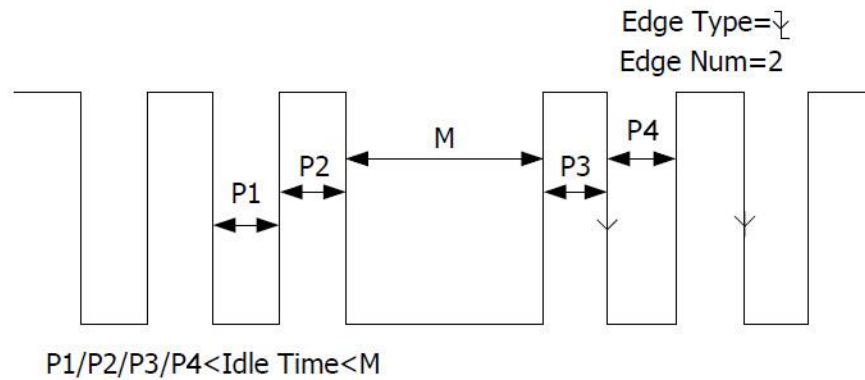 Edge Type=
Edge Num=2
M
P4
P2
P3
P1
P1/P2/P3/P4<Idle Time<M